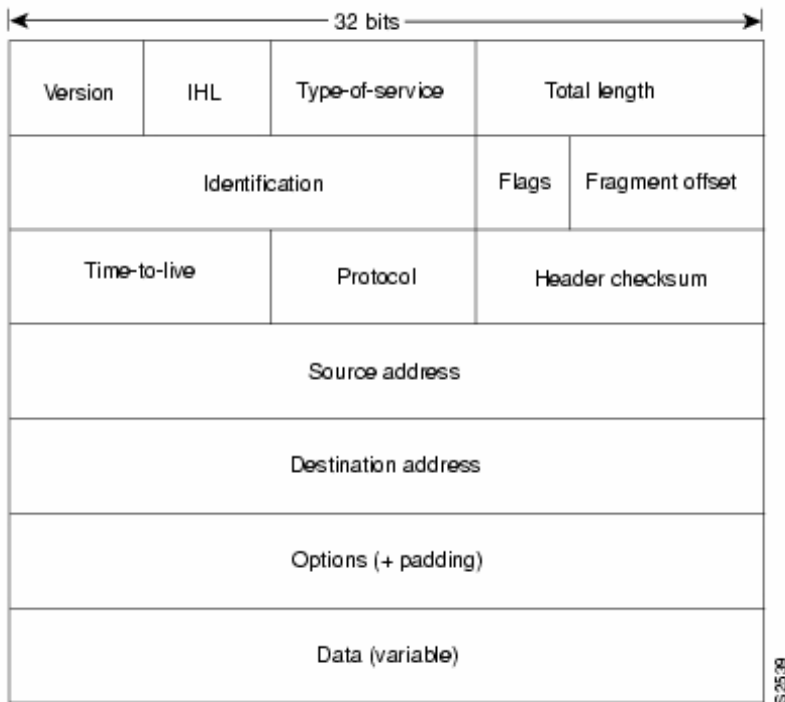 32 bits
Version IHL Type-of-service Total length
Identification Flags Fragment offset
Time-to-live Protocol Header checksum
Source address
Destination address
Options (+ padding)
Data (variable)
S2539